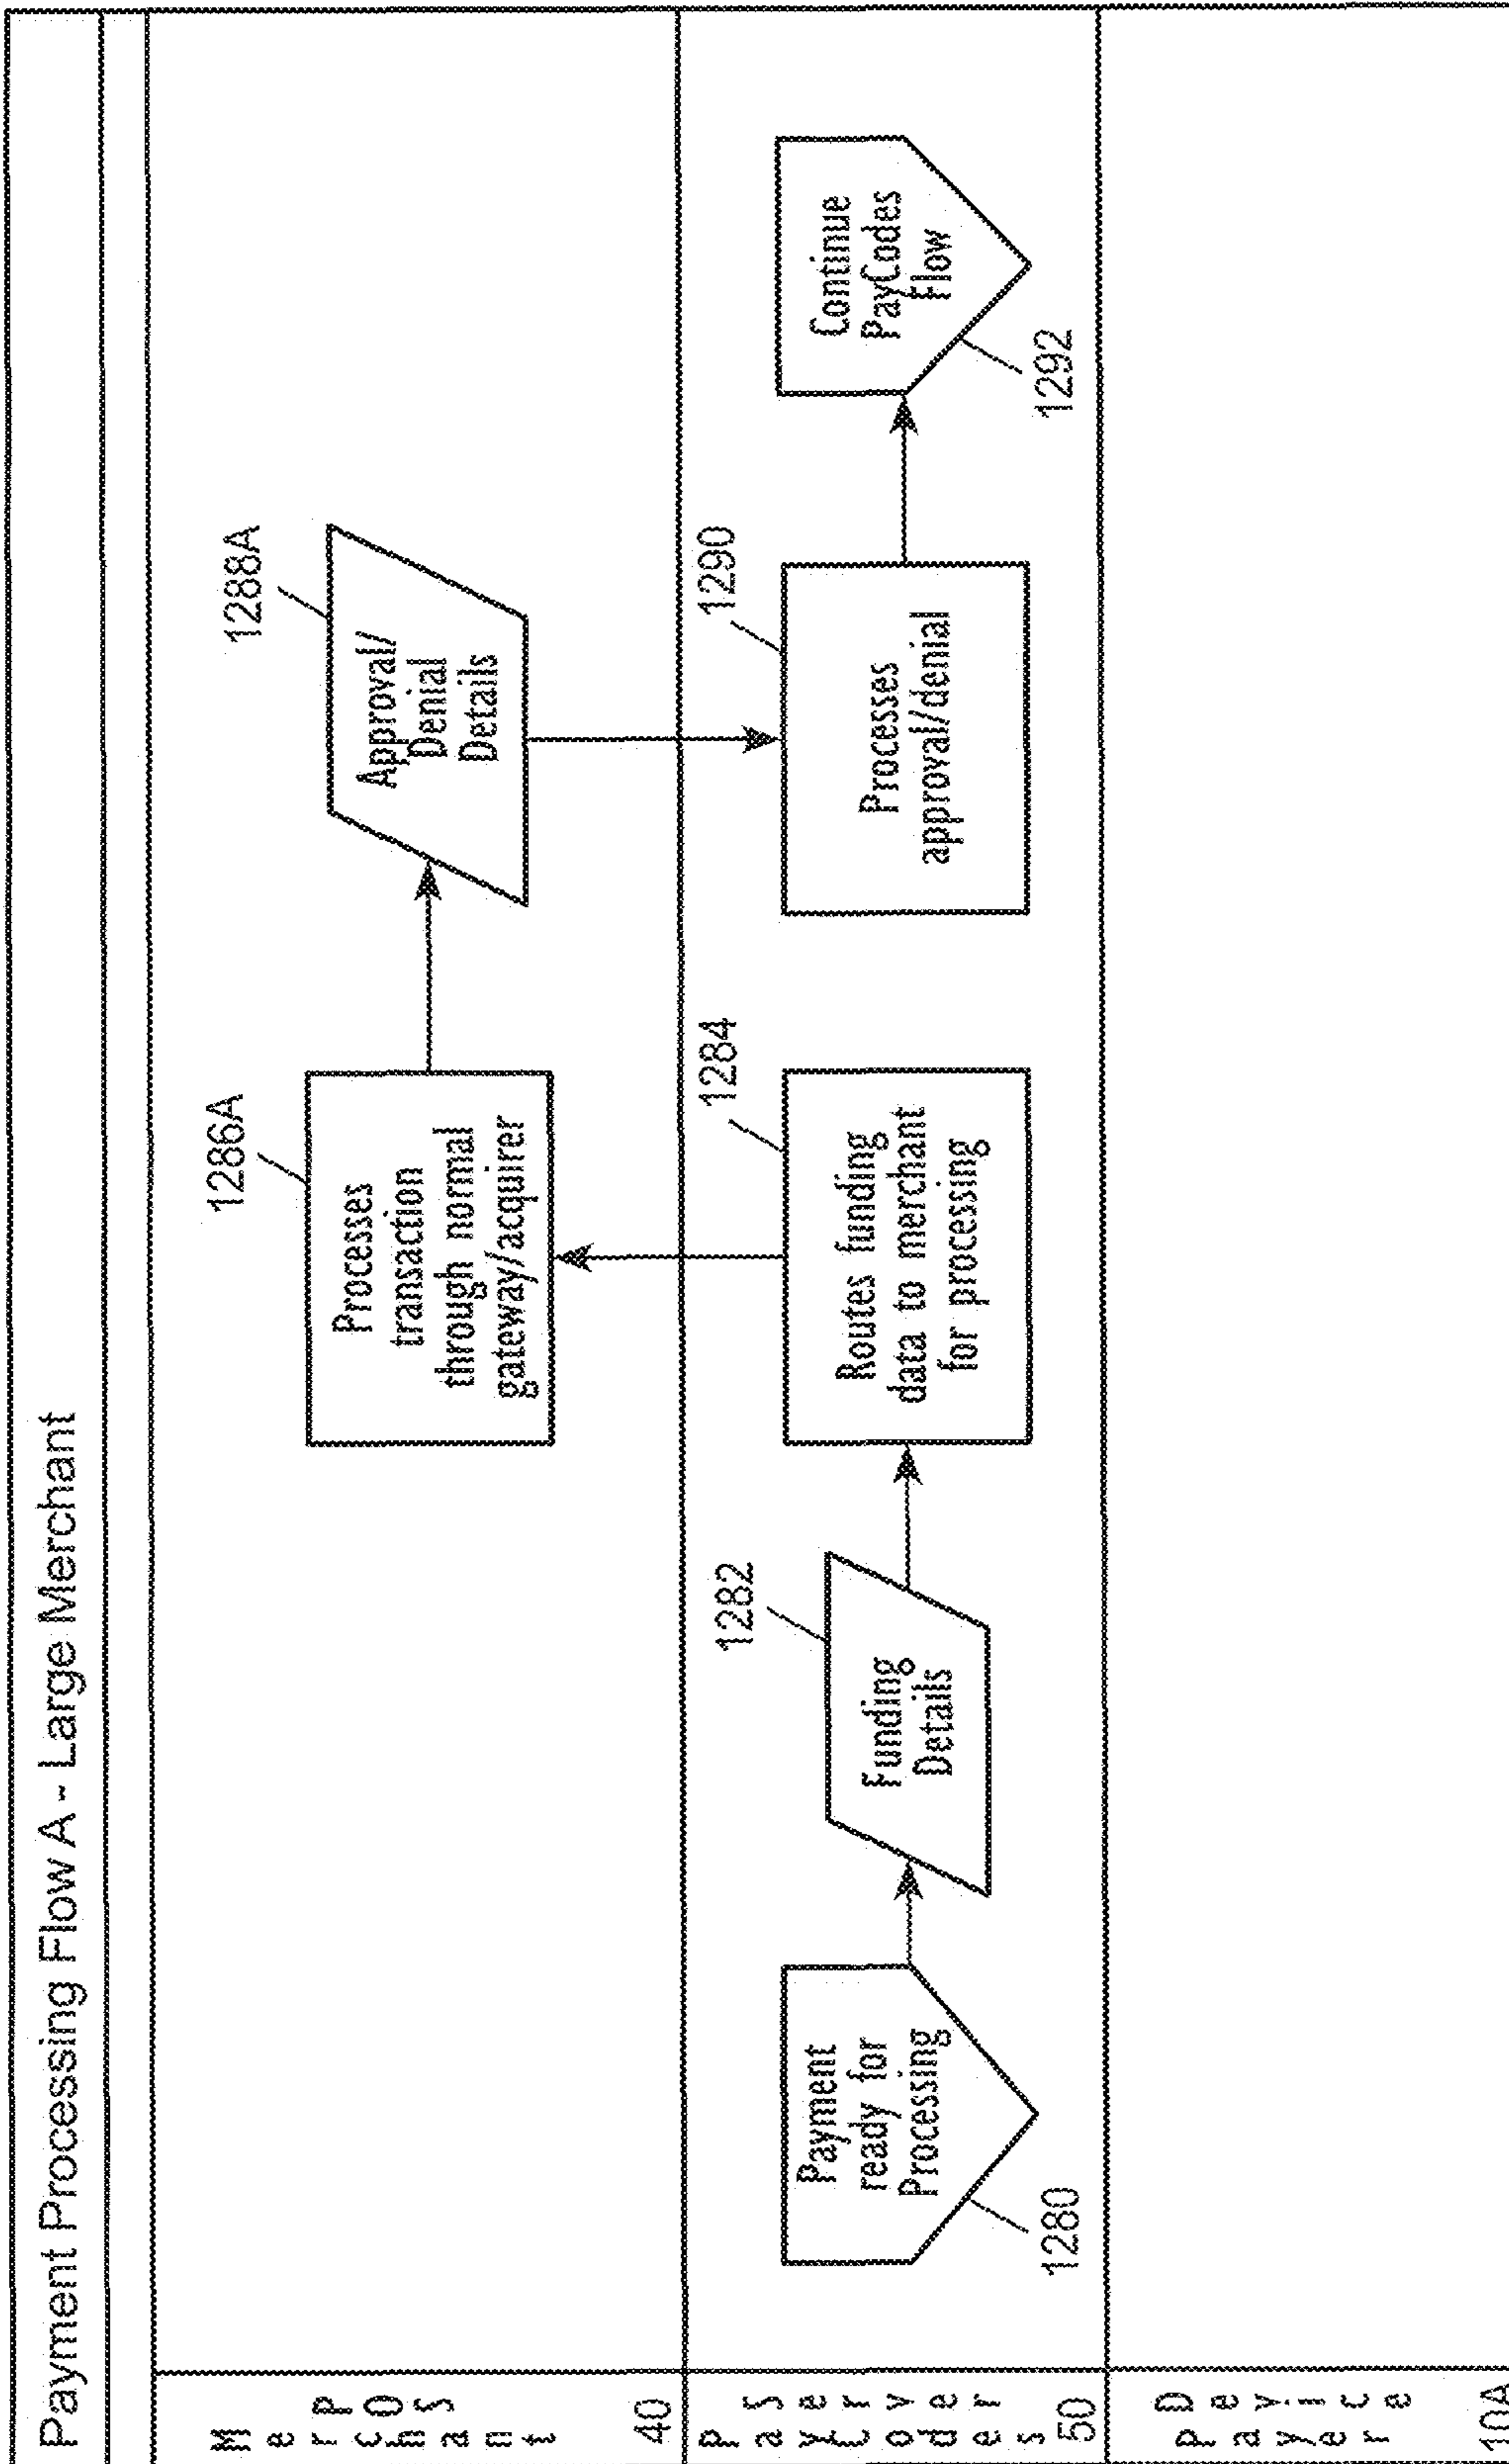 Payment Processing Flow A - Large Merchant
Merchant
POS
40
1286A
Processes
transaction
through normal
gateway/acquirer
1288A
Approval/
Denial
Details
PayCodes
Server
50
Payment
ready for
Processing
1280
1282
Funding
Details
1284
Routes funding
data to merchant
for processing
1290
Processes
approval/denial
Continue
PayCodes
Flow
1292
Payer
Device
10A